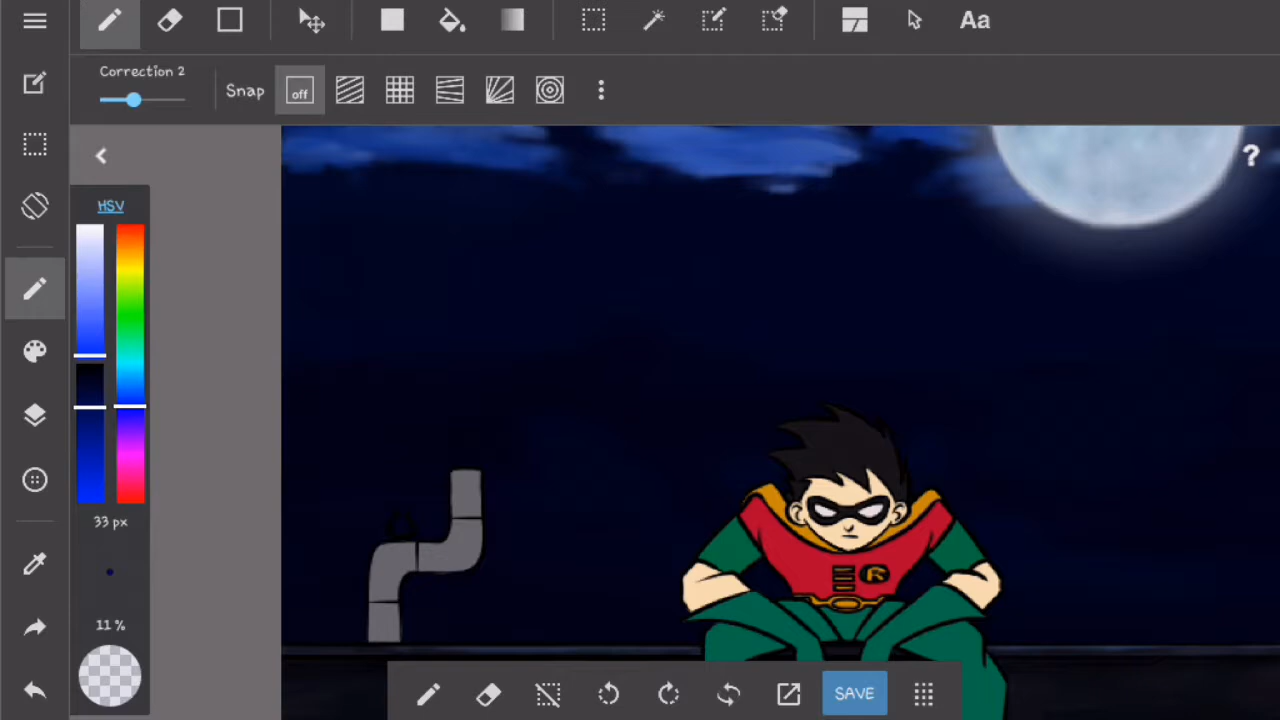 Aa
Correction 2
Snap
off
?
HSV
33 px
11 %
R
SAVE